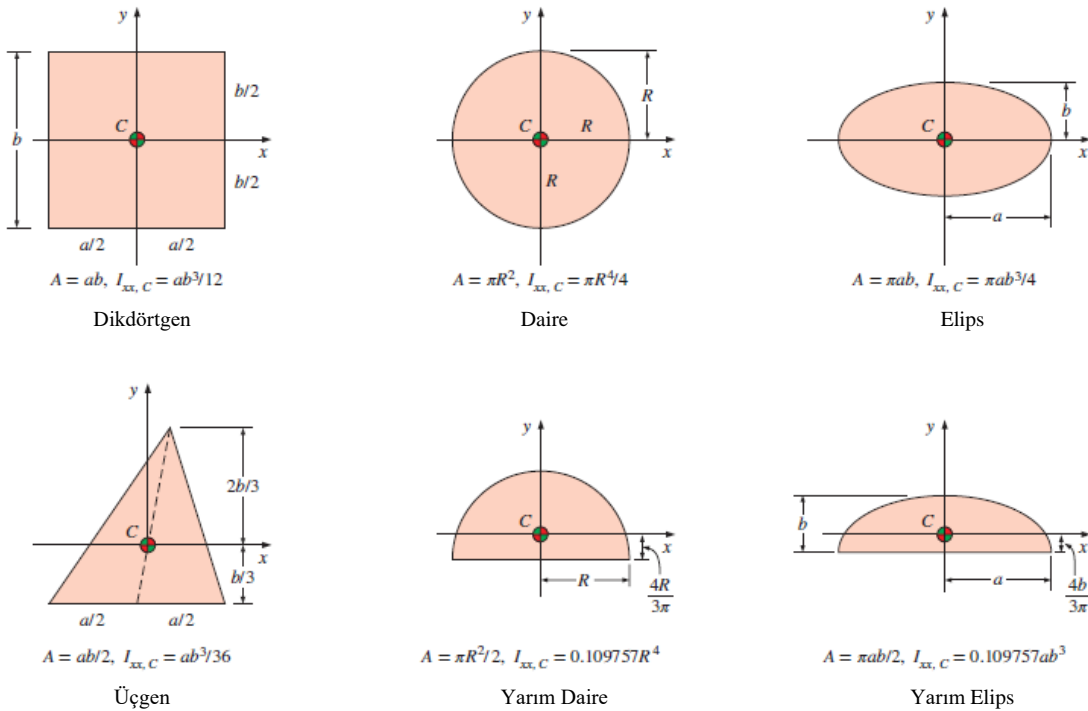 y
b
b/2
C
x
b/2
a/2 a/2
A = ab, I_xx, C = ab³/12
Dikdörtgen
y
R
C
R
x
R
A = πR², I_xx, C = πR⁴/4
Daire
y
b
C
x
a
A = πab, I_xx, C = πab³/4
Elips
y
2b/3
C
x
b/3
a/2 a/2
A = ab/2, I_xx, C = ab³/36
Üçgen
y
C
x
R
4R/3π
A = πR²/2, I_xx, C = 0.109757R⁴
Yarım Daire
y
b
C
x
a
4b/3π
A = πab/2, I_xx, C = 0.109757ab³
Yarım Elips